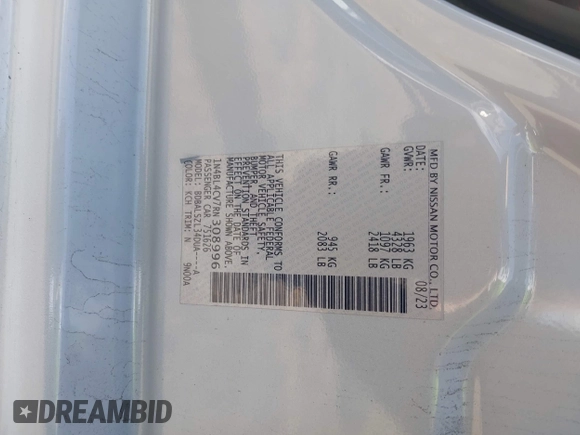 MFD BY NISSAN MOTOR CO., LTD.
DATE: 08/23
GVWR: 1963 KG
4328 LB
GAWR FR.: 1097 KG
2418 LB
GAWR RR.: 945 KG
2083 LB
THIS VEHICLE CONFORMS TO
ALL APPLICABLE FEDERAL
MOTOR VEHICLE SAFETY,
BUMPER, AND THEFT
PREVENTION STANDARDS IN
EFFECT ON THE DATE OF
MANUFACTURE SHOWN ABOVE.
1N4BL4CV7RN308996
PASSENGER CAR 751670
MODEL: A
COLOR: KCH TRIM: N 9N00A
DREAMBID